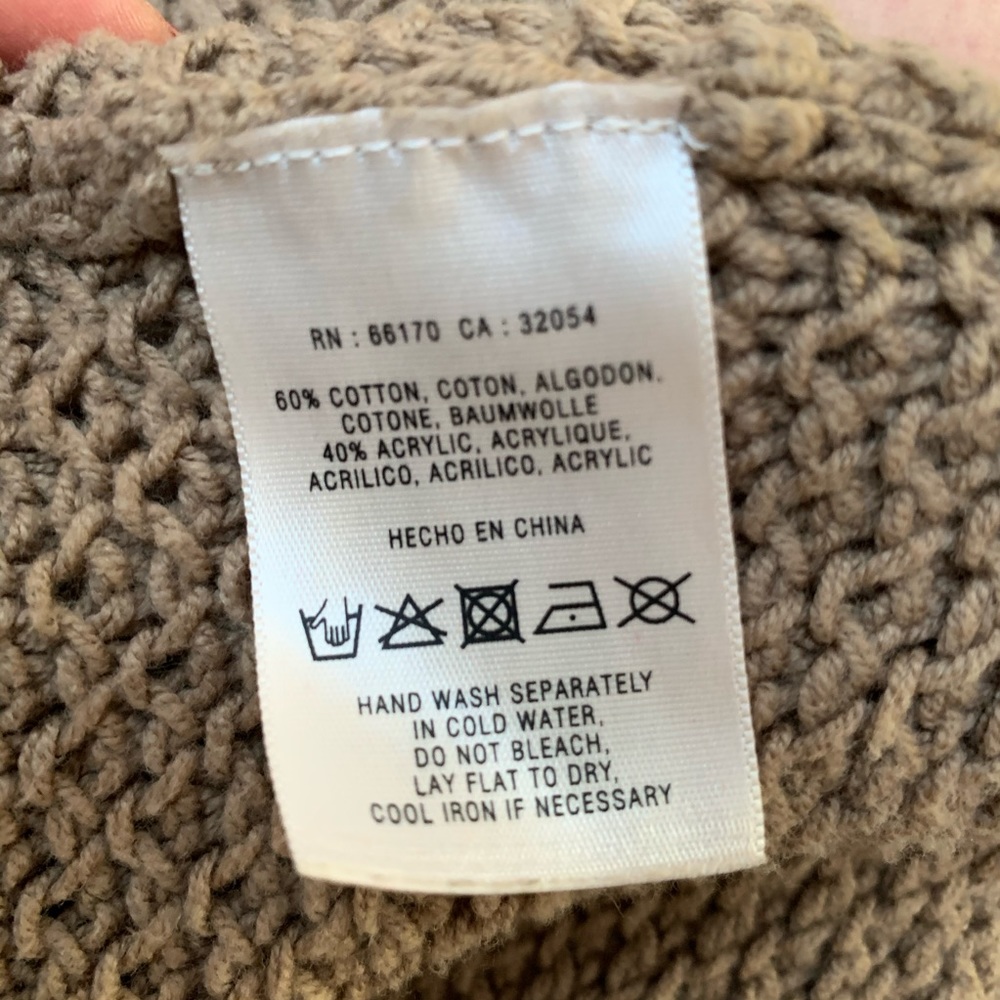 RN : 66170 CA : 32054
60% COTTON, COTON, ALGODON.
COTONE, BAUMWOLLE
40% ACRYLIC, ACRYLIQUE,
ACRILICO, ACRILICO, ACRYLIC
HECHO EN CHINA
HAND WASH SEPARATELY
IN COLD WATER,
DO NOT BLEACH,
LAY FLAT TO DRY,
COOL IRON IF NECESSARY